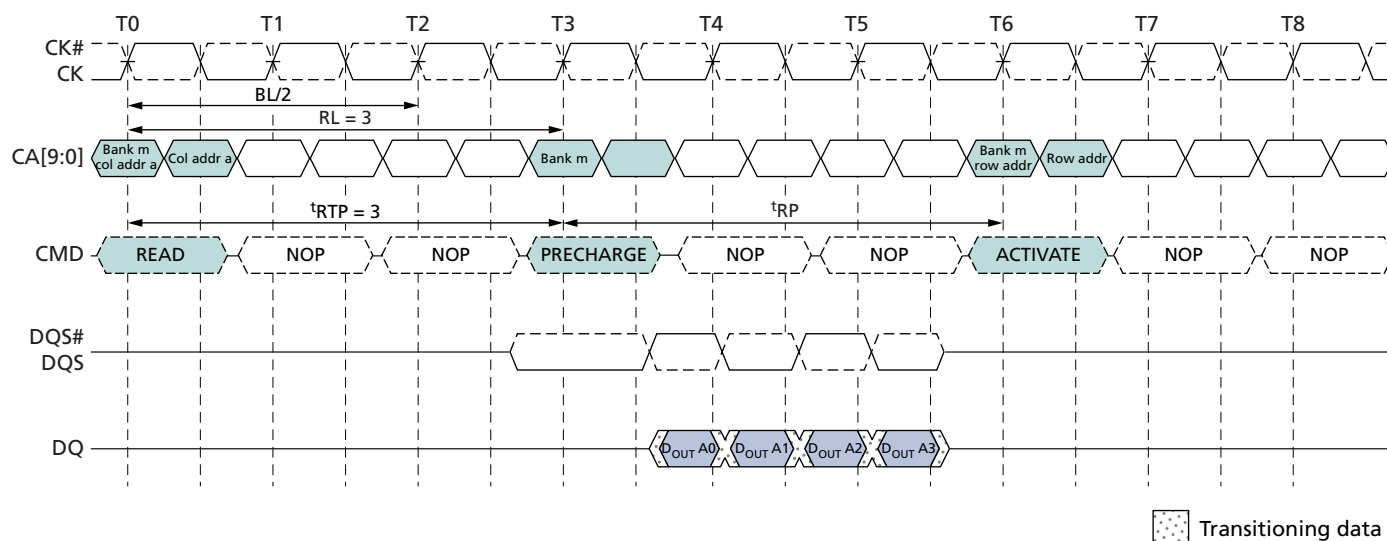 T0 T1 T2 T3 T4 T5 T6 T7 T8
CK#
CK
BL/2
RL = 3
CA[9:0]
Bank m
col addr a
Col addr a
Bank m
Bank m
row addr
Row addr
tRTP = 3
tRP
CMD READ NOP NOP PRECHARGE NOP NOP ACTIVATE NOP NOP
DQS#
DQS
DQ DOUT A0 DOUT A1 DOUT A2 DOUT A3
Transitioning data